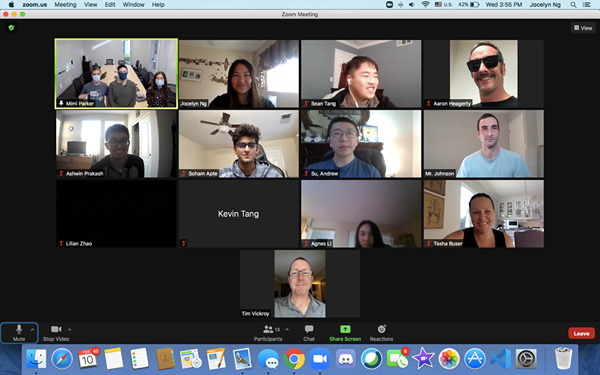 zoom.us Meeting View Edit Window Help U.S. 42% Wed 3:55 PM Jocelyn Ng
Zoom Meeting
View
Mimi Parker
Jocelyn Ng
Sean Tang
Aaron Heagerty
Ashwin Prakash
Soham Apte
Su, Andrew
Mr. Johnson
Lilian Zhao
Kevin Tang
Agnes Li
Tasha Buser
Tim Vickroy
Mute
Stop Video
Participants 13
Chat
Share Screen
Reactions
Leave
FEB
10